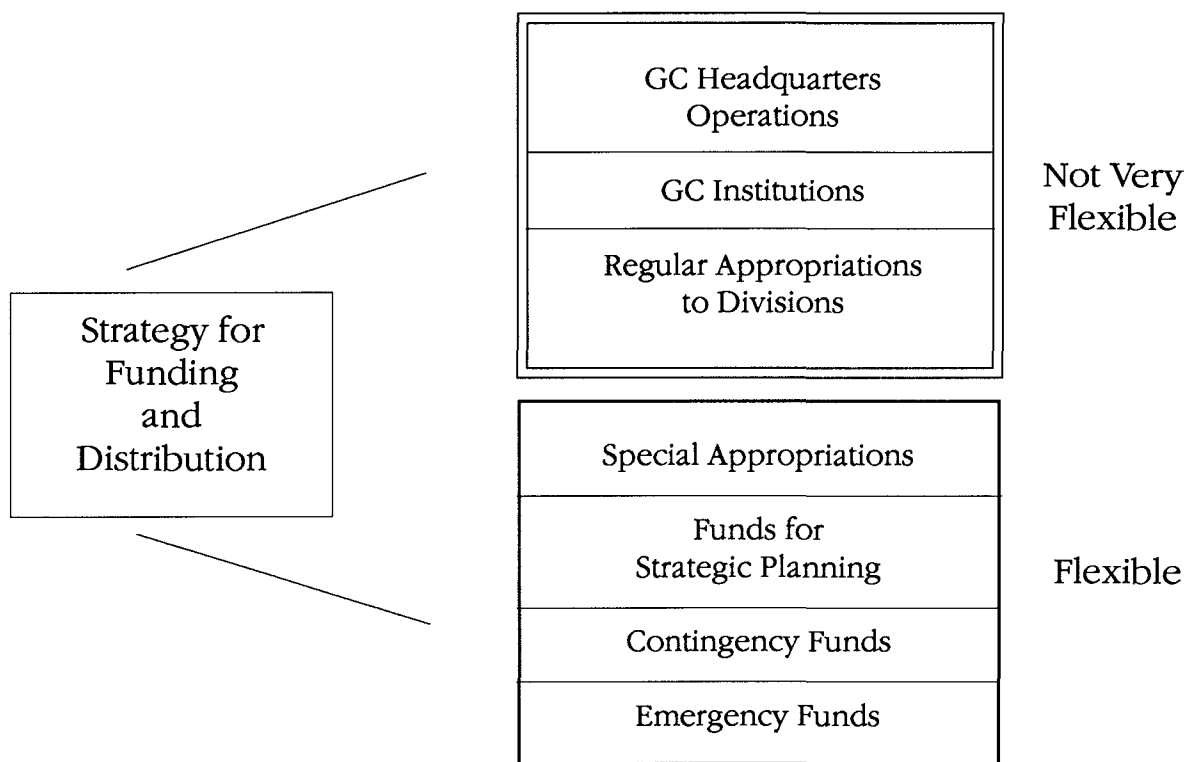 Strategy for
Funding
and
Distribution
GC Headquarters
Operations
GC Institutions
Regular Appropriations
to Divisions
Not Very
Flexible
Special Appropriations
Funds for
Strategic Planning
Contingency Funds
Emergency Funds
Flexible